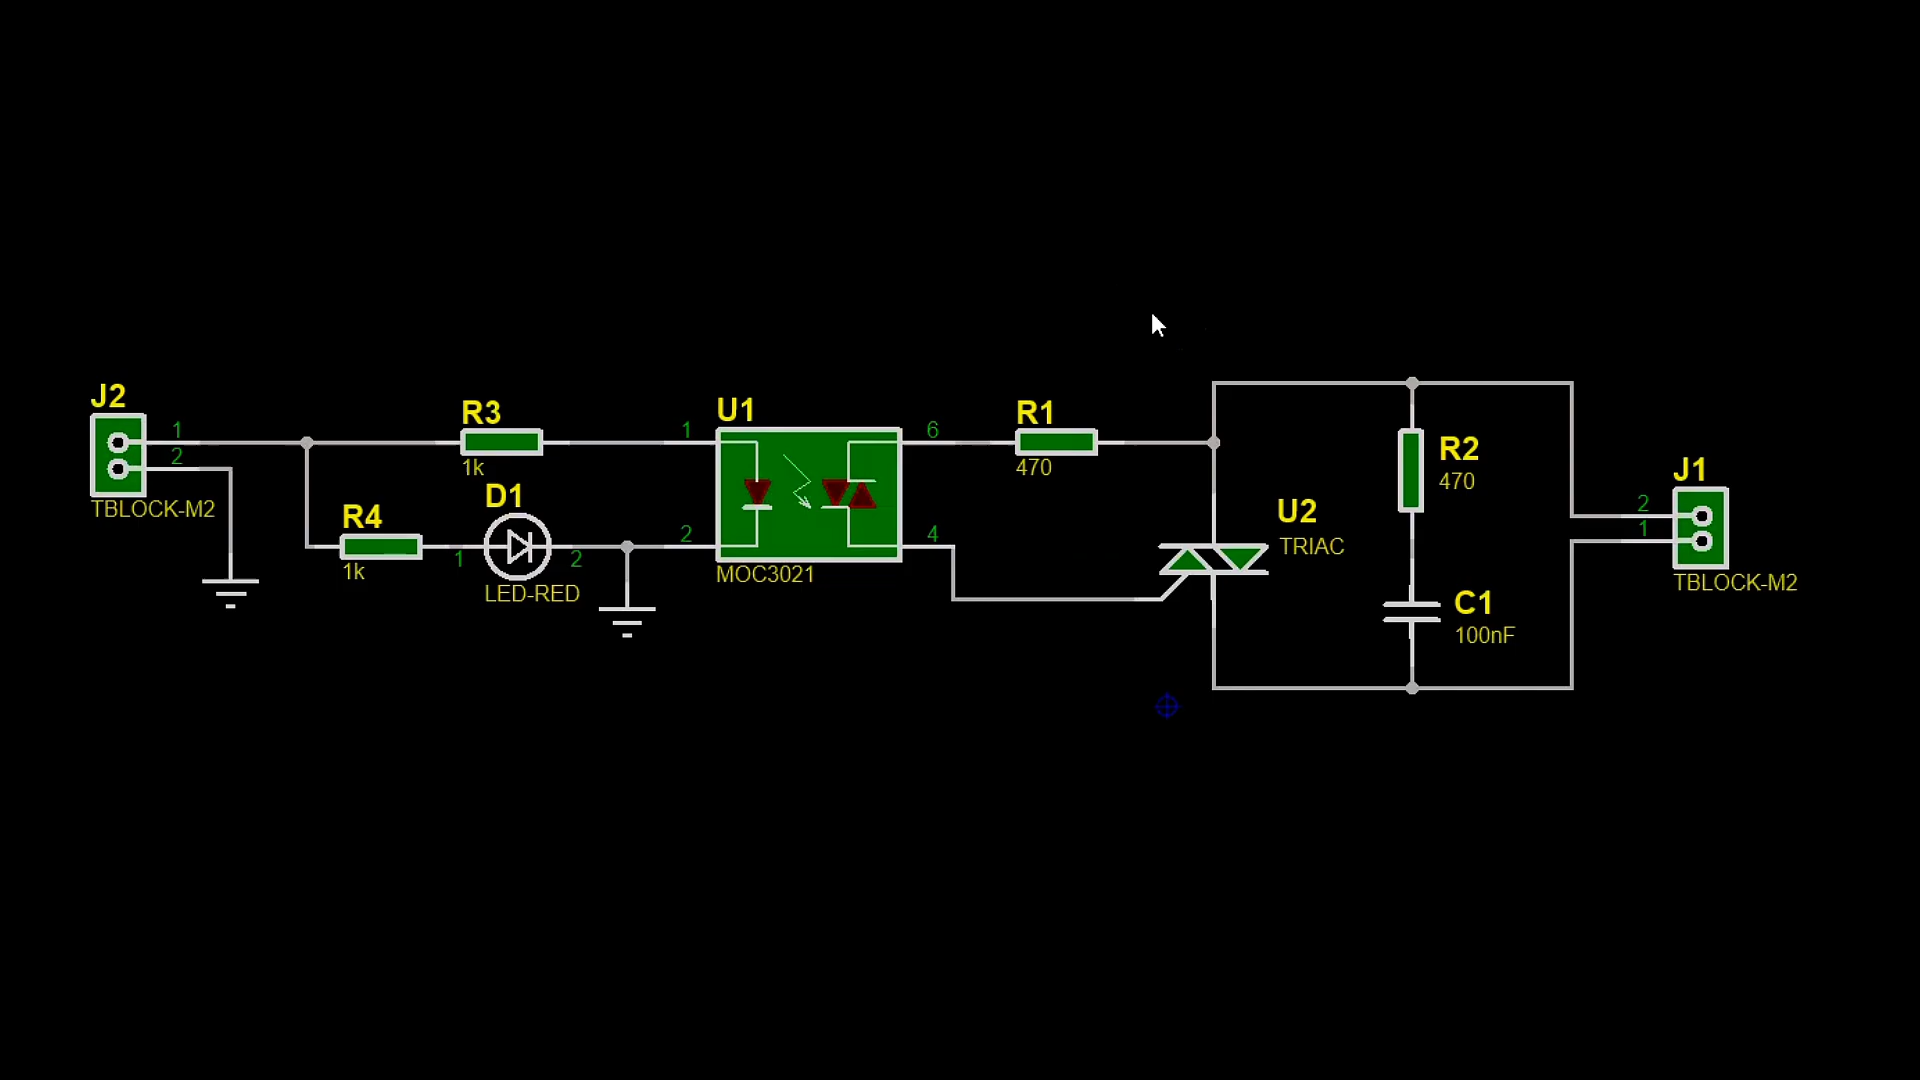 J2
1
2
TBLOCK-M2
R3
1k
R4
1k
D1
1
2
LED-RED
U1
1
2
6
4
MOC3021
R1
470
U2
TRIAC
R2
470
C1
100nF
J1
2
1
TBLOCK-M2